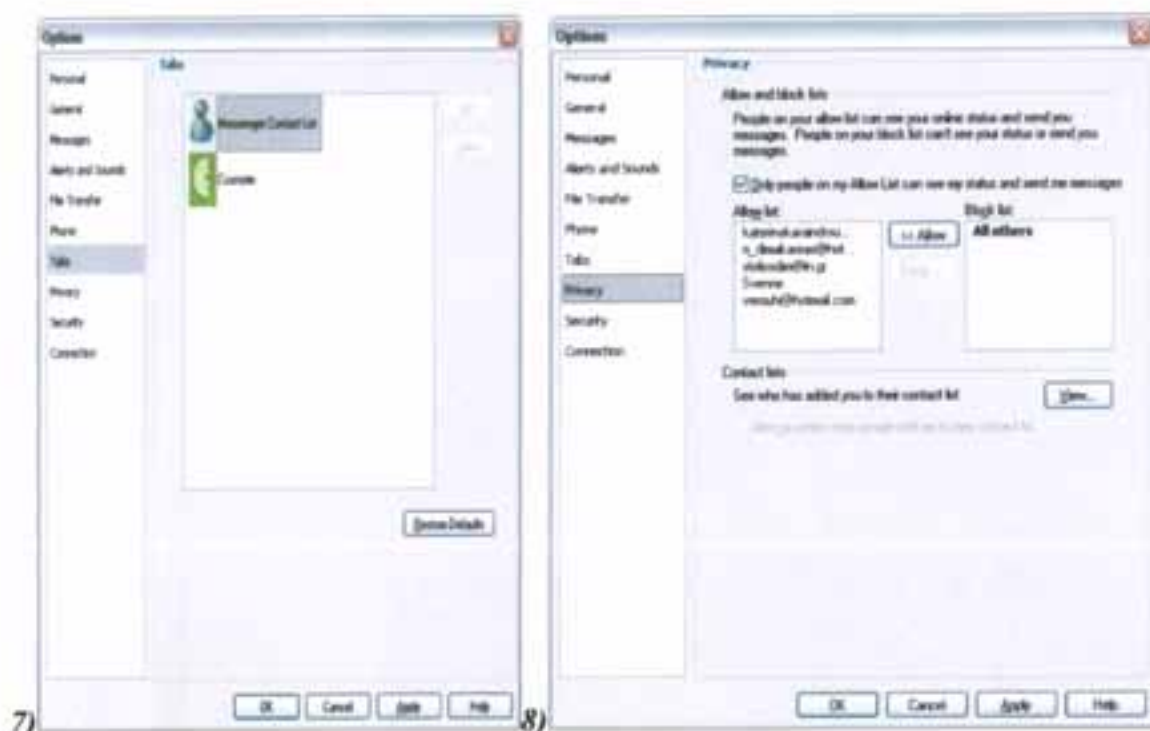 Options
Personal
General
Messages
Alerts and Sounds
File Transfer
Phone
Tabs
Privacy
Security
Connection
Tabs
Messenger Contact List
Restore Defaults
OK
Cancel
Apply
Help
7)
Options
Personal
General
Messages
Alerts and Sounds
File Transfer
Phone
Tabs
Privacy
Security
Connection
Privacy
Allow and block lists
People on your allow list can see your online status and send you
messages. People on your block list can't see your status or send you
messages.
Only people on my Allow List can see my status and send me messages
Allow list:
Block list:
<< Allow
All others
Contact lists
See who has added you to their contact list
View...
OK
Cancel
Apply
Help
8)